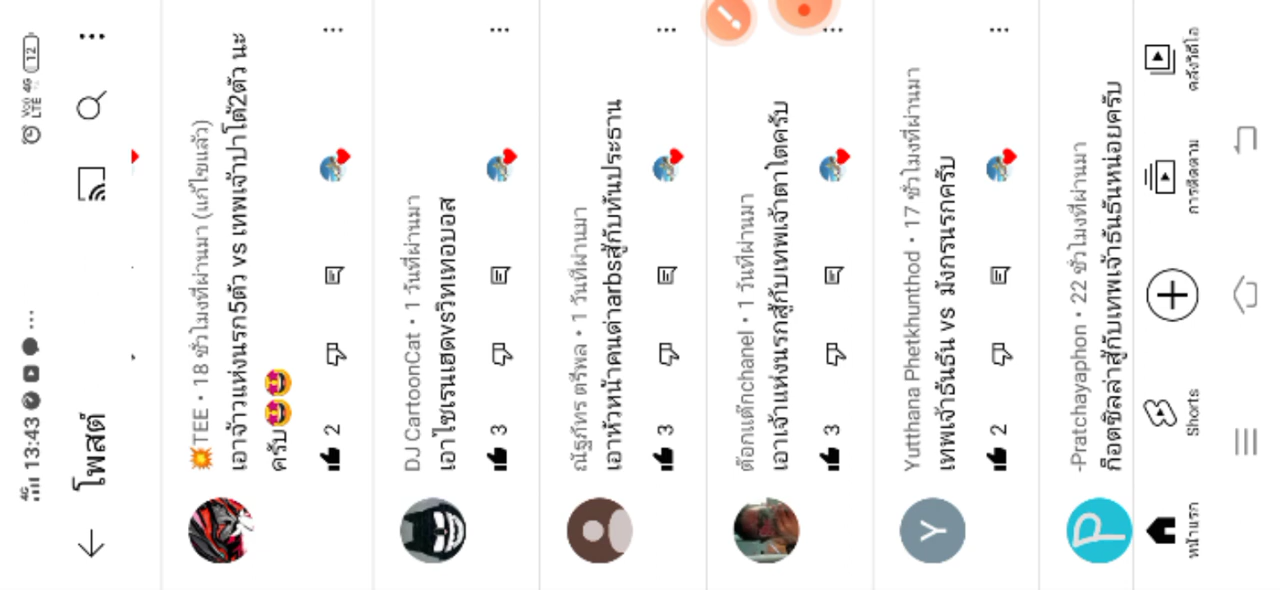 13:43
4G
Voo 4G
LTE
12
โพสต์
TEE • 18 ชั่วโมงที่ผ่านมา (แก้ไขแล้ว)
เอาจ้าวแห่งนรก5ตัว vs เทพเจ้าปาโต้2ตัว นะ
ครับ🤩🤩
2
DJ CartoonCat • 1 วันที่ผ่านมา
เอาไซเรนเฮดvsวิทเทอบอส
3
ณัฐภัทร ตรีพล • 1 วันที่ผ่านมา
เอาหัวหน้าคนด่าarbsสู้กับทันประธาน
3
ต๊อกแต๊กchanel • 1 วันที่ผ่านมา
เอาเจ้าแห่งนรกสู้กับเทพเจ้าตาโตครับ
3
Y
Yutthana Phetkhunthod • 17 ชั่วโมงที่ผ่านมา
เทพเจ้าธันธัน vs มังกรนรกครับ
2
P
-Pratchayaphon • 22 ชั่วโมงที่ผ่านมา
ก็อตซิลล่าสู้กับเทพเจ้าธันธันหน่อยครับ
หน้าแรก
Shorts
การติดตาม
คลังวิดีโอ